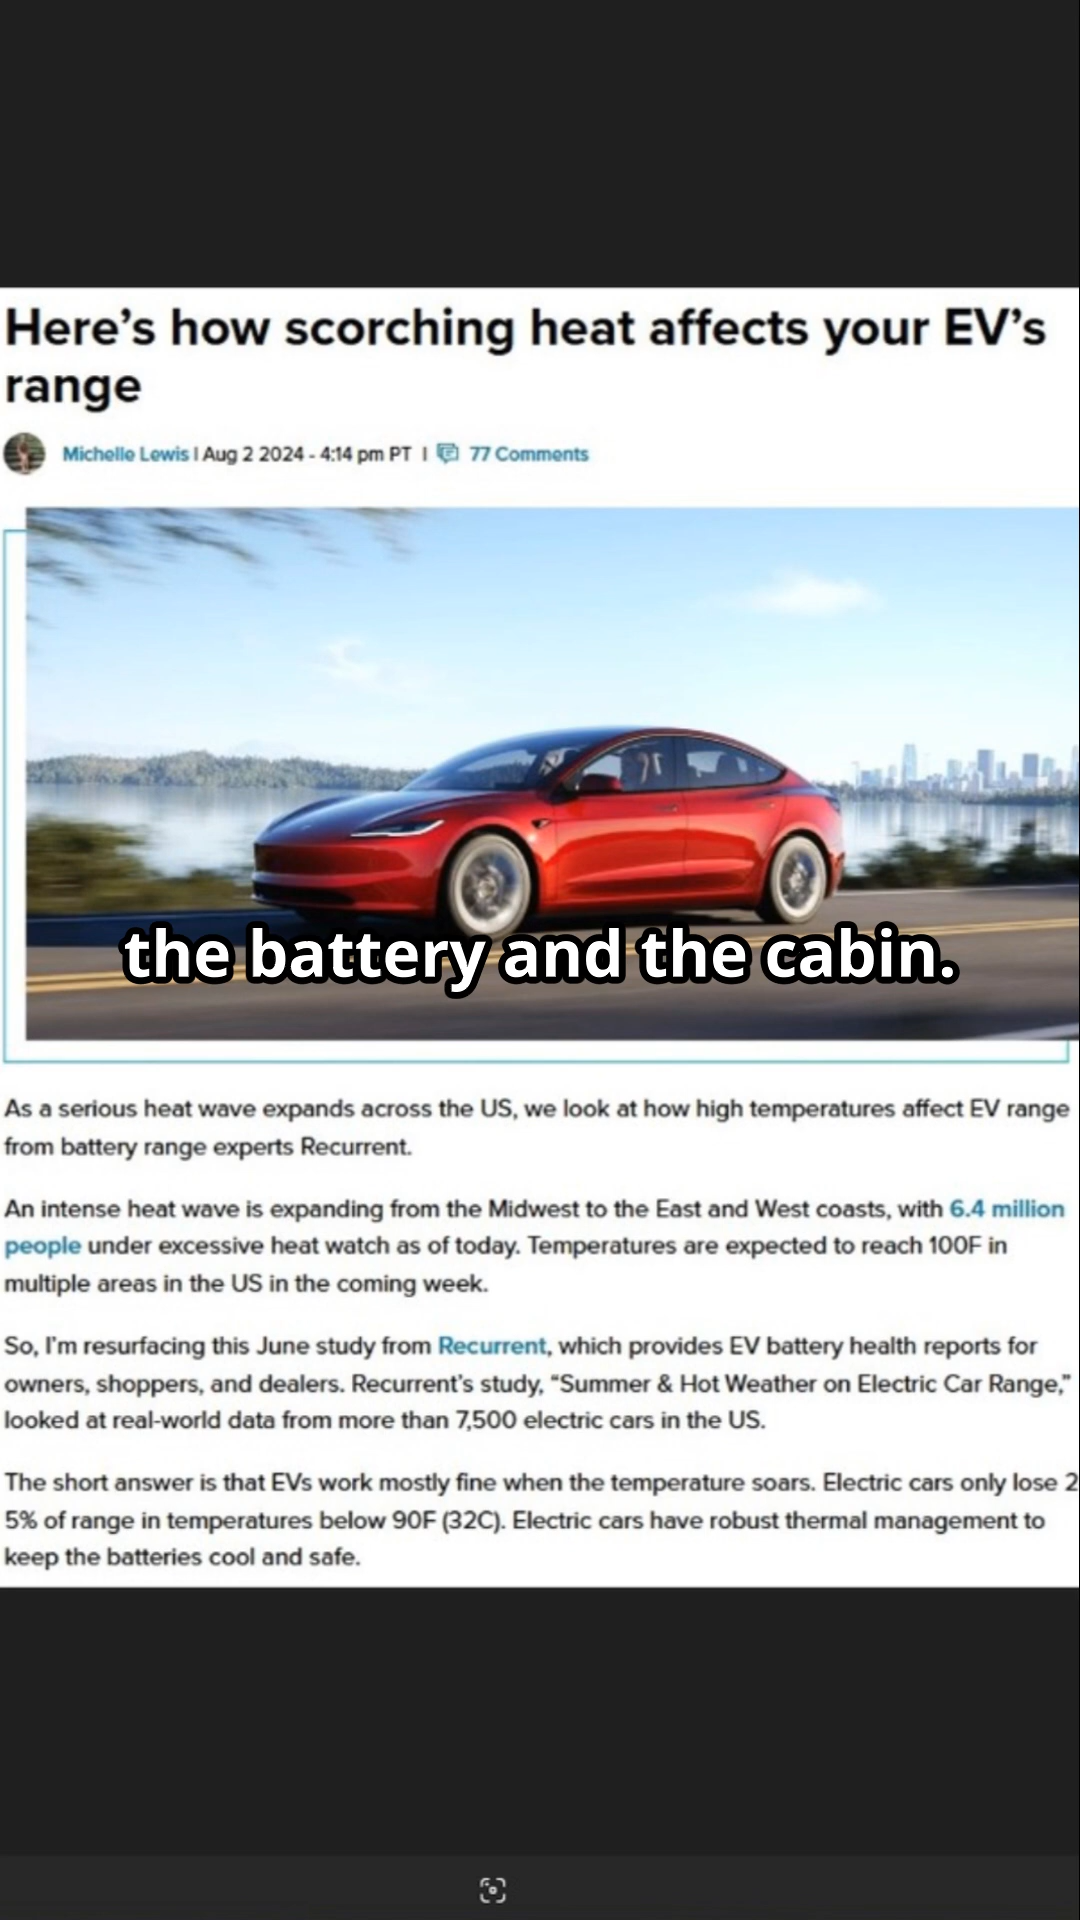 Here’s how scorching heat affects your EV’s
range
Michelle Lewis | Aug 2 2024 - 4:14 pm PT | 77 Comments
the battery and the cabin.
As a serious heat wave expands across the US, we look at how high temperatures affect EV range
from battery range experts Recurrent.
An intense heat wave is expanding from the Midwest to the East and West coasts, with 6.4 million
people under excessive heat watch as of today. Temperatures are expected to reach 100F in
multiple areas in the US in the coming week.
So, I’m resurfacing this June study from Recurrent, which provides EV battery health reports for
owners, shoppers, and dealers. Recurrent’s study, “Summer & Hot Weather on Electric Car Range,”
looked at real-world data from more than 7,500 electric cars in the US.
The short answer is that EVs work mostly fine when the temperature soars. Electric cars only lose 2
5% of range in temperatures below 90F (32C). Electric cars have robust thermal management to
keep the batteries cool and safe.